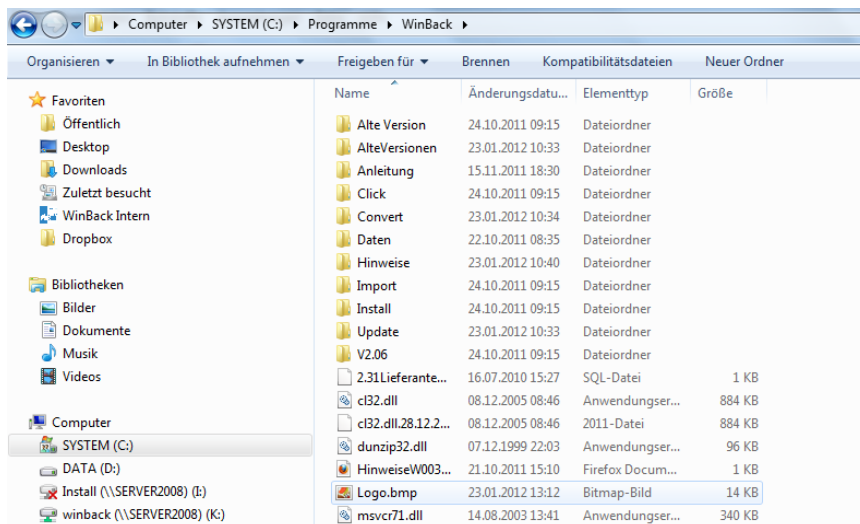 Computer ▸ SYSTEM (C:) ▸ Programme ▸ WinBack ▸
Organisieren In Bibliothek aufnehmen Freigeben für Brennen Kompatibilitätsdateien Neuer Ordner
Name Änderungsdatu... Elementtyp Größe
Favoriten
Öffentlich
Desktop
Downloads
Zuletzt besucht
WinBack Intern
Dropbox
Bibliotheken
Bilder
Dokumente
Musik
Videos
Computer
SYSTEM (C:)
DATA (D:)
Install (\\SERVER2008) (I:)
winback (\\SERVER2008) (K:)
Alte Version 24.10.2011 09:15 Dateiordner
AlteVersionen 23.01.2012 10:33 Dateiordner
Anleitung 15.11.2011 18:30 Dateiordner
Click 24.10.2011 09:15 Dateiordner
Convert 23.01.2012 10:34 Dateiordner
Daten 22.10.2011 08:35 Dateiordner
Hinweise 23.01.2012 10:40 Dateiordner
Import 24.10.2011 09:15 Dateiordner
Install 24.10.2011 09:15 Dateiordner
Update 23.01.2012 10:33 Dateiordner
V2.06 24.10.2011 09:15 Dateiordner
2.31Lieferante... 16.07.2010 15:27 SQL-Datei 1 KB
cl32.dll 08.12.2005 08:46 Anwendungser... 884 KB
cl32.dll.28.12.2... 08.12.2005 08:46 2011-Datei 884 KB
dunzip32.dll 07.12.1999 22:03 Anwendungser... 96 KB
HinweiseW003... 21.10.2011 15:10 Firefox Docum... 1 KB
Logo.bmp 23.01.2012 13:12 Bitmap-Bild 14 KB
msvcr71.dll 14.08.2003 13:41 Anwendungser... 340 KB